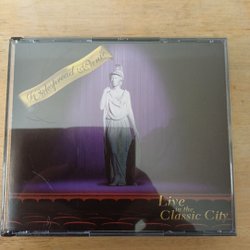 Widespread Panic
Live
in the
Classic City